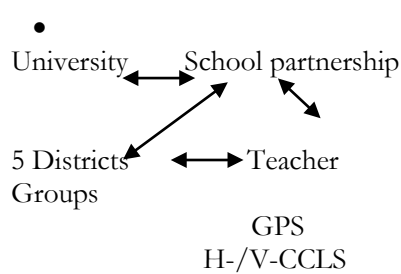 •
University School partnership
5 Districts Teacher
Groups
GPS
H-/V-CCLS